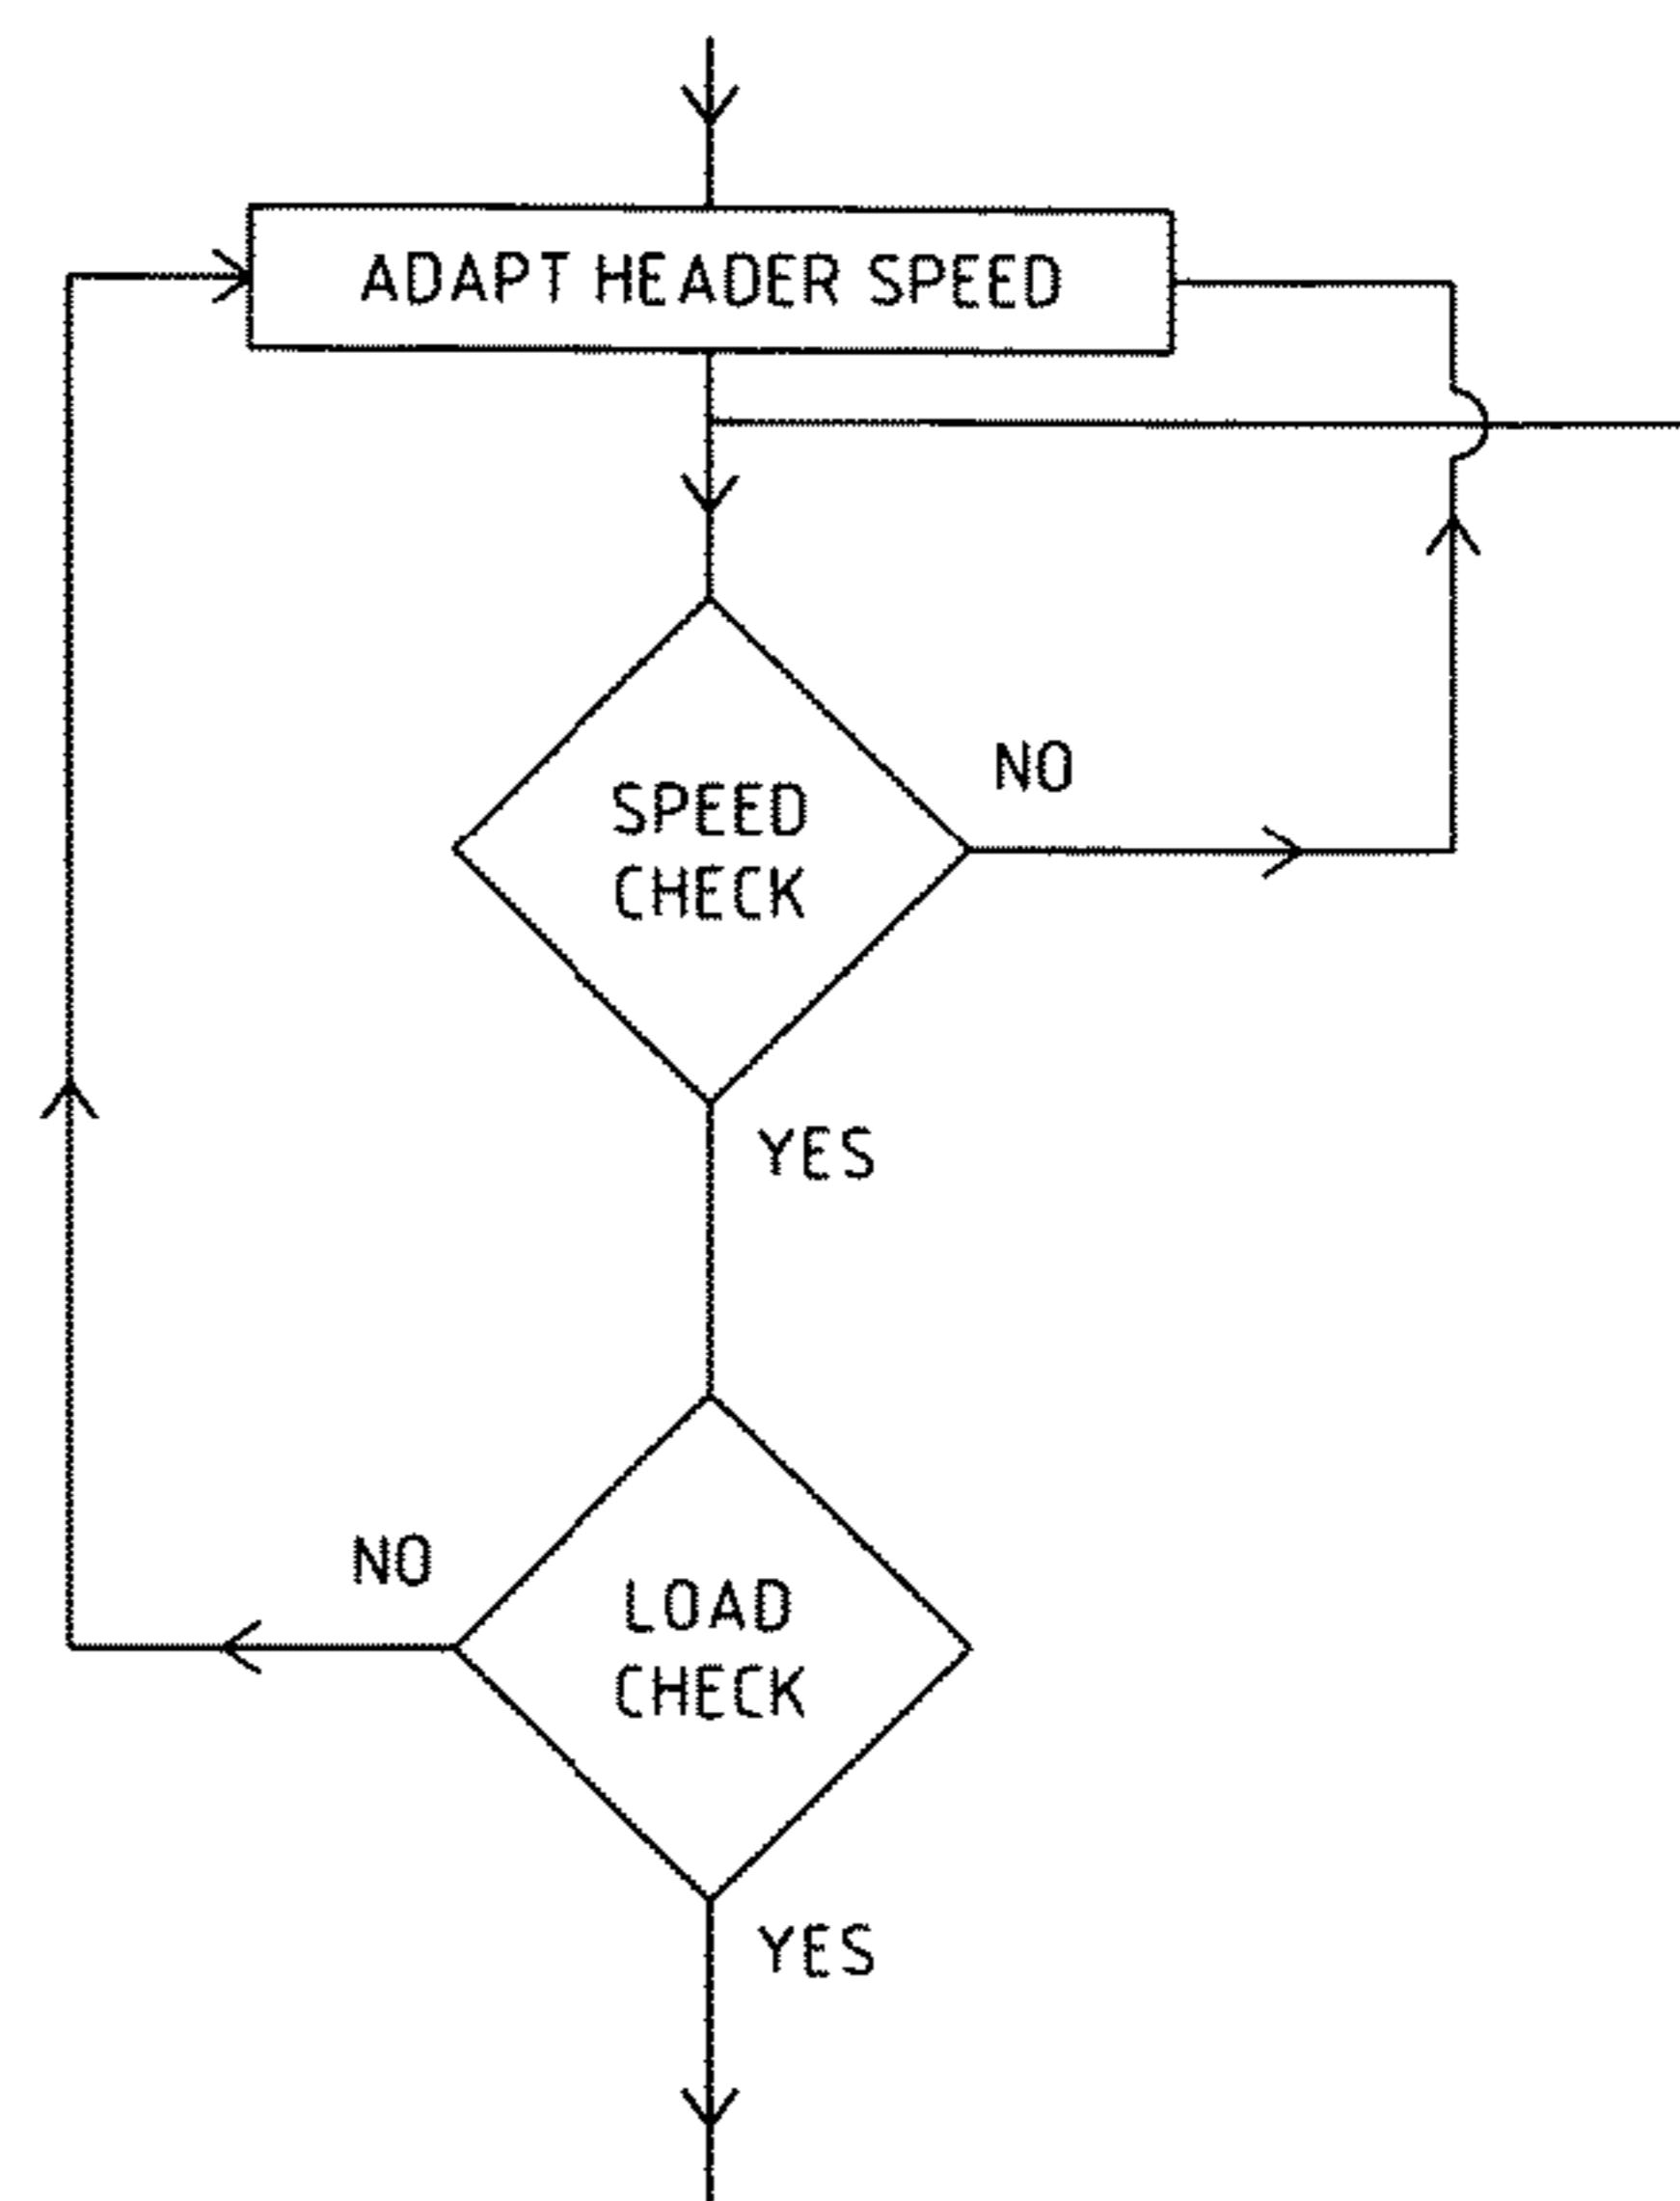 ADAPT HEADER SPEED
NO
SPEED
CHECK
YES
NO
LOAD
CHECK
YES